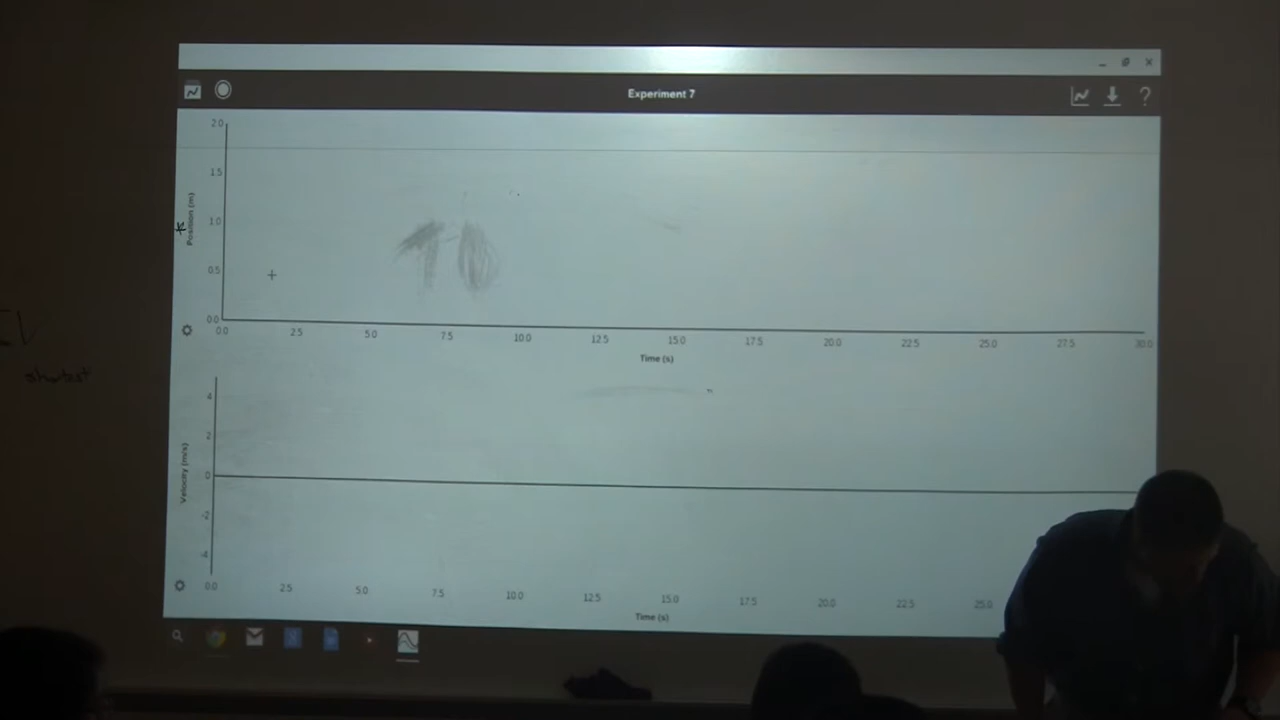 Experiment 7
?
2.0
1.5
1.0
0.5
0.0
Position (m)
0.0 2.5 5.0 7.5 10.0 12.5 15.0 17.5 20.0 22.5 25.0 27.5 30.0
Time (s)
shortest
4
2
0
-2
-4
Velocity (m/s)
0.0 2.5 5.0 7.5 10.0 12.5 15.0 17.5 20.0 22.5 25.0
Time (s)